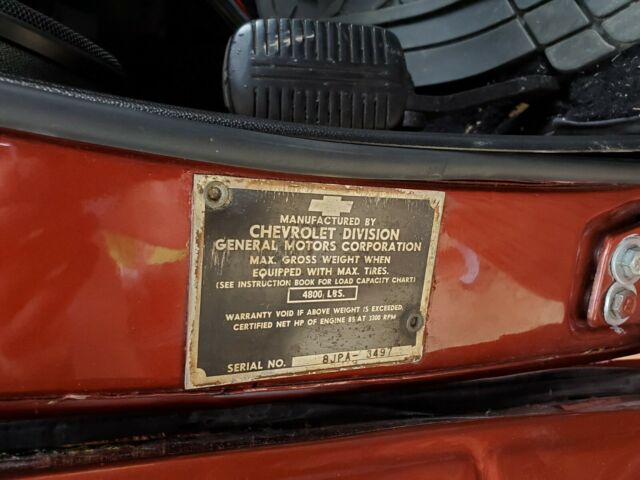 MANUFACTURED BY
CHEVROLET DIVISION
GENERAL MOTORS CORPORATION
MAX. GROSS WEIGHT WHEN
EQUIPPED WITH MAX. TIRES.
(SEE INSTRUCTION BOOK FOR LOAD CAPACITY CHART)
4800 LBS.
WARRANTY VOID IF ABOVE WEIGHT IS EXCEEDED.
CERTIFIED NET HP OF ENGINE 85 AT 3300 RPM
SERIAL NO. 8JPA- 3497